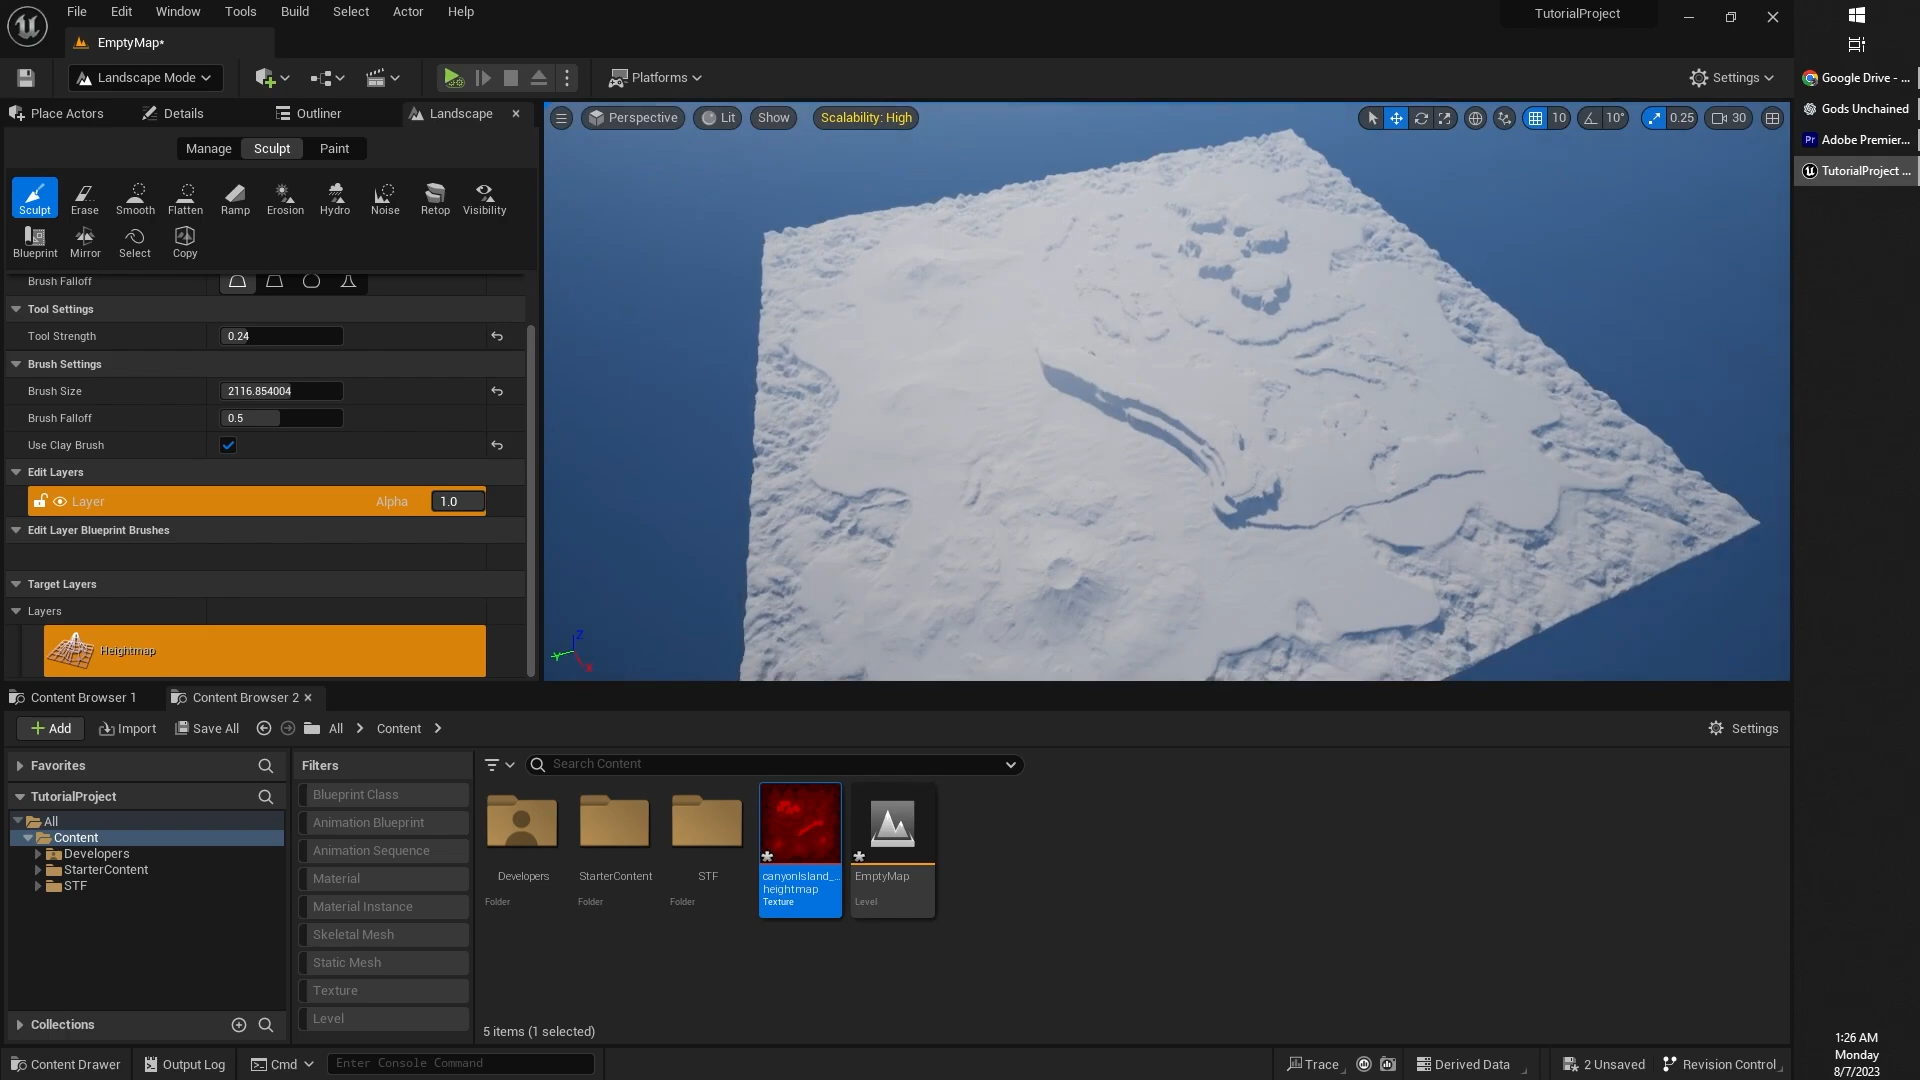 File Edit Window Tools Build Select Actor Help
TutorialProject
EmptyMap*
Landscape Mode
Platforms
Settings
Place Actors Details Outliner Landscape
Manage Sculpt Paint
Sculpt Erase Smooth Flatten Ramp Erosion Hydro Noise Retop Visibility
Blueprint Mirror Select Copy
Brush Falloff
Tool Settings
Tool Strength 0.24
Brush Settings
Brush Size 2116.854004
Brush Falloff 0.5
Use Clay Brush
Edit Layers
Layer Alpha 1.0
Edit Layer Blueprint Brushes
Target Layers
Layers
Heightmap
Perspective Lit Show Scalability: High
10 10° 0.25 30
Z
Y
X
Content Browser 1 Content Browser 2
Add Import Save All All Content
Settings
Favorites
TutorialProject
All
Content
Developers
StarterContent
STF
Collections
Filters
Blueprint Class
Animation Blueprint
Animation Sequence
Material
Material Instance
Skeletal Mesh
Static Mesh
Texture
Level
Search Content
Developers
Folder
StarterContent
Folder
STF
Folder
canyonIsland_...
heightmap
Texture
EmptyMap
Level
5 items (1 selected)
Content Drawer Output Log Cmd Enter Console Command
Trace Derived Data 2 Unsaved Revision Control
Google Drive - ...
Gods Unchained
Pr Adobe Premier...
TutorialProject ...
1:26 AM
Monday
8/7/2023